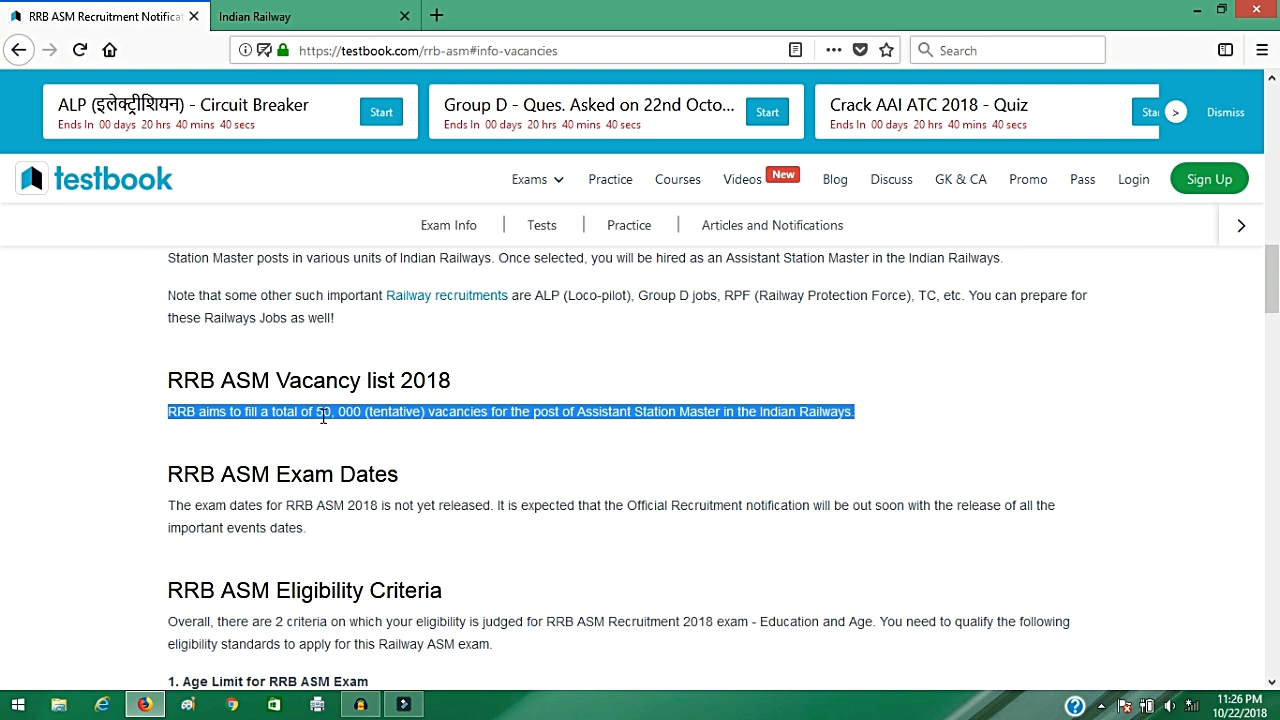 RRB ASM Recruitment Notificat
Indian Railway
https://testbook.com/rrb-asm#info-vacancies
Search
ALP (इलेक्ट्रीशियन) - Circuit Breaker
Ends In 00 days 20 hrs 40 mins 40 secs
Start
Group D - Ques. Asked on 22nd Octo...
Ends In 00 days 20 hrs 40 mins 40 secs
Start
Crack AAI ATC 2018 - Quiz
Ends In 00 days 20 hrs 40 mins 40 secs
Star
Dismiss
testbook
Exams
Practice
Courses
Videos New
Blog
Discuss
GK & CA
Promo
Pass
Login
Sign Up
Exam Info
Tests
Practice
Articles and Notifications
Station Master posts in various units of Indian Railways. Once selected, you will be hired as an Assistant Station Master in the Indian Railways.
Note that some other such important Railway recruitments are ALP (Loco-pilot), Group D jobs, RPF (Railway Protection Force), TC, etc. You can prepare for
these Railways Jobs as well!
RRB ASM Vacancy list 2018
RRB aims to fill a total of 50, 000 (tentative) vacancies for the post of Assistant Station Master in the Indian Railways.
RRB ASM Exam Dates
The exam dates for RRB ASM 2018 is not yet released. It is expected that the Official Recruitment notification will be out soon with the release of all the
important events dates.
RRB ASM Eligibility Criteria
Overall, there are 2 criteria on which your eligibility is judged for RRB ASM Recruitment 2018 exam - Education and Age. You need to qualify the following
eligibility standards to apply for this Railway ASM exam.
1. Age Limit for RRB ASM Exam
11:26 PM
10/22/2018